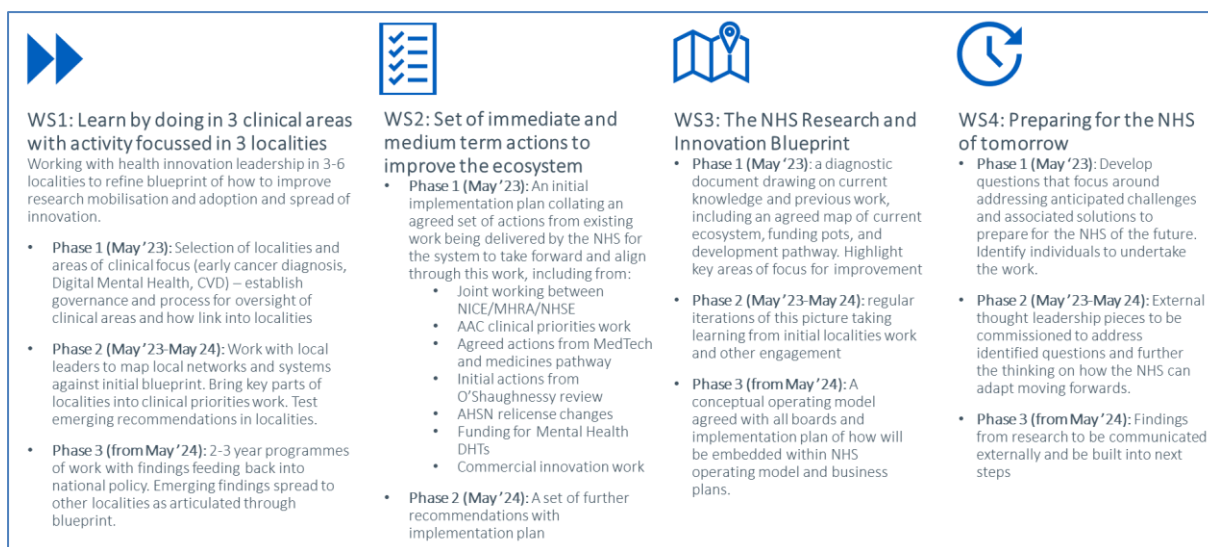 WS1: Learn by doing in 3 clinical areas
with activity focussed in 3 localities
Working with health innovation leadership in 3-6
localities to refine blueprint of how to improve
research mobilisation and adoption and spread of
innovation.
• Phase 1 (May '23): Selection of localities and
areas of clinical focus (early cancer diagnosis,
Digital Mental Health, CVD) – establish
governance and process for oversight of
clinical areas and how link into localities
• Phase 2 (May '23-May 24): Work with local
leaders to map local networks and systems
against initial blueprint. Bring key parts of
localities into clinical priorities work. Test
emerging recommendations in localities.
• Phase 3 (from May '24): 2-3 year programmes
of work with findings feeding back into
national policy. Emerging findings spread to
other localities as articulated through
blueprint.
WS2: Set of immediate and
medium term actions to
improve the ecosystem
• Phase 1 (May '23): An initial
implementation plan collating an
agreed set of actions from existing
work being delivered by the NHS for
the system to take forward and align
through this work, including from:
• Joint working between
NICE/MHRA/NHSE
• AAC clinical priorities work
• Agreed actions from MedTech
and medicines pathway
• Initial actions from
O'Shaughnessy review
• AHSN relicense changes
• Funding for Mental Health
DHTs
• Commercial innovation work
• Phase 2 (May '24): A set of further
recommendations with
implementation plan
WS3: The NHS Research and
Innovation Blueprint
• Phase 1 (May '23): a diagnostic
document drawing on current
knowledge and previous work,
including an agreed map of current
ecosystem, funding pots, and
development pathway. Highlight
key areas of focus for improvement
• Phase 2 (May '23-May 24): regular
iterations of this picture taking
learning from initial localities work
and other engagement
• Phase 3 (from May '24): A
conceptual operating model
agreed with all boards and
implementation plan of how will
be embedded within NHS
operating model and business
plans.
WS4: Preparing for the NHS
of tomorrow
• Phase 1 (May '23): Develop
questions that focus around
addressing anticipated challenges
and associated solutions to
prepare for the NHS of the future.
Identify individuals to undertake
the work.
• Phase 2 (May '23-May 24): External
thought leadership pieces to be
commissioned to address
identified questions and further
the thinking on how the NHS can
adapt moving forwards.
• Phase 3 (from May '24): Findings
from research to be communicated
externally and be built into next
steps